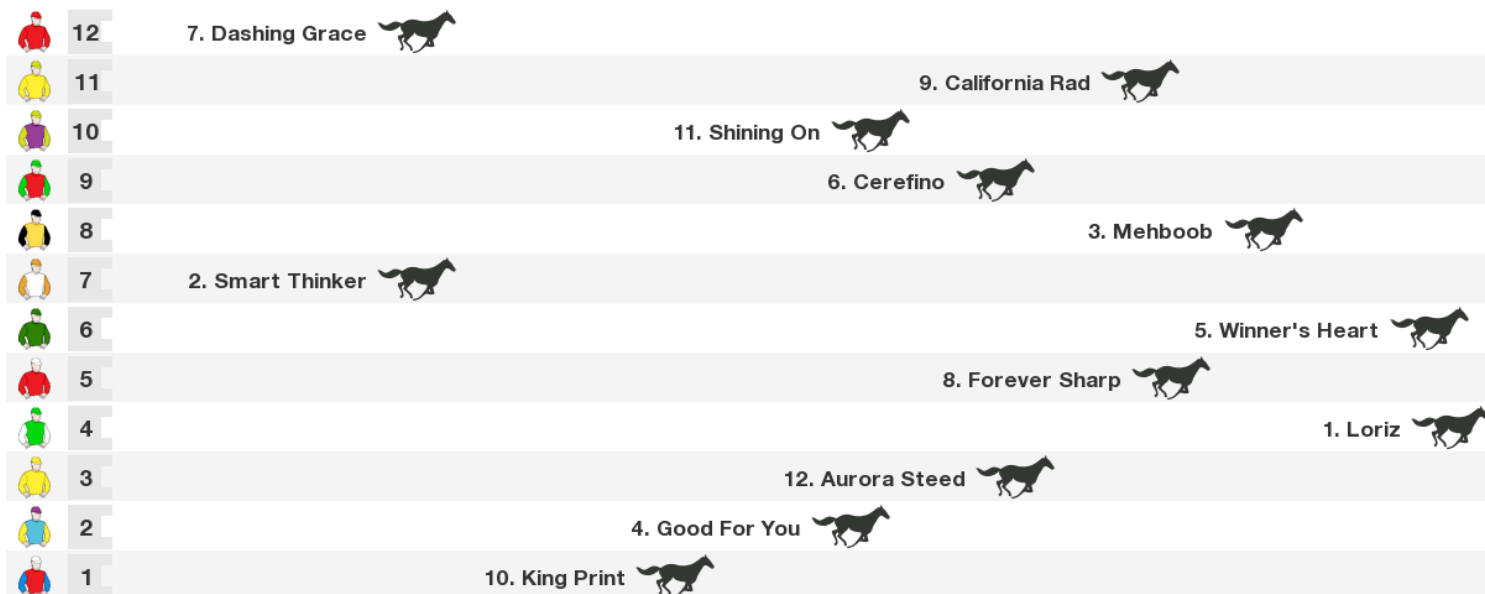 12 7. Dashing Grace
11 9. California Rad
10 11. Shining On
9 6. Cerefino
8 3. Mehboob
7 2. Smart Thinker
6 5. Winner's Heart
5 8. Forever Sharp
4 1. Loriz
3 12. Aurora Steed
2 4. Good For You
1 10. King Print